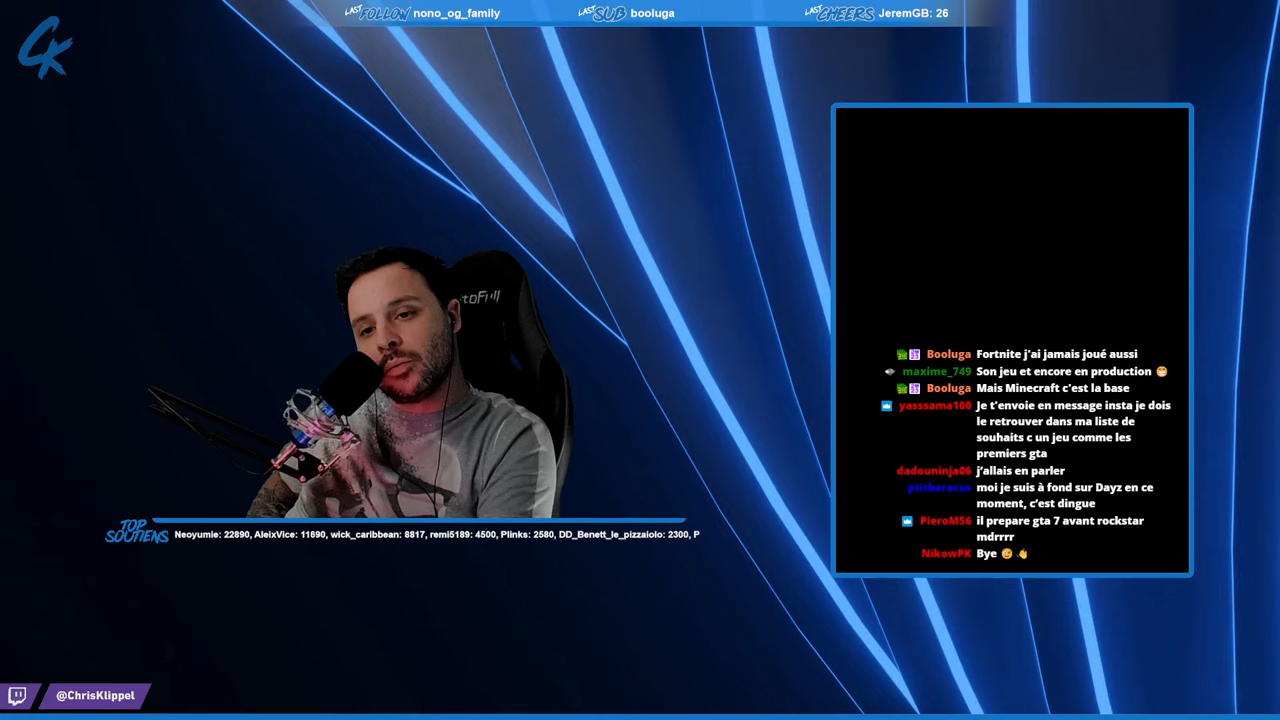 LAST FOLLOW nono_og_family LAST SUB booluga LAST CHEERS JeremGB: 26
CK
toFull
Booluga Fortnite j'ai jamais joué aussi
maxime_749 Son jeu et encore en production
Booluga Mais Minecraft c'est la base
yasssama100 Je t'envoie en message insta je dois
le retrouver dans ma liste de
souhaits c un jeu comme les
premiers gta
dadouninja06 j'allais en parler
ptitbaracus moi je suis à fond sur Dayz en ce
moment, c'est dingue
PieroM56 il prepare gta 7 avant rockstar
mdrrrr
NikowPK Bye
TOP
SOUTIENS Neoyumie: 22890, AleixVice: 11690, wick_caribbean: 8817, remi5189: 4500, Plinks: 2580, DD_Benett_le_pizzaiolo: 2300, P
@ChrisKlippel